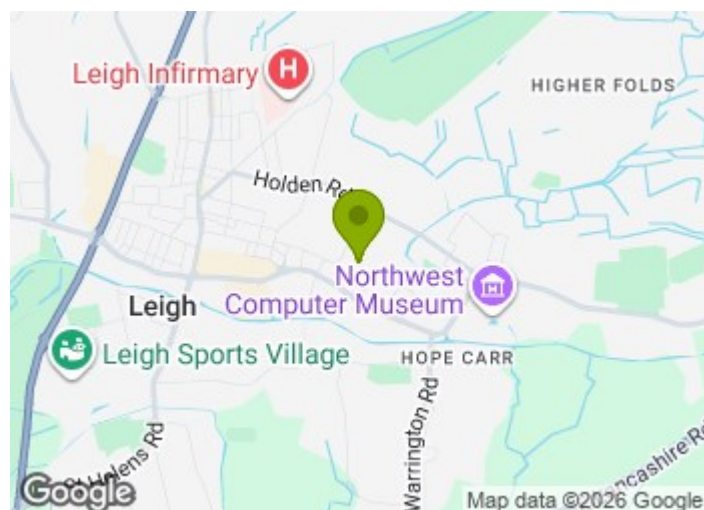 Leigh Infirmary
H
HIGHER FOLDS
Holden Rd
Northwest
Computer Museum
Leigh
Leigh Sports Village
HOPE CARR
Warrington Rd
St Helens Rd
Lancashire Rd
Google
Map data ©2026 Google